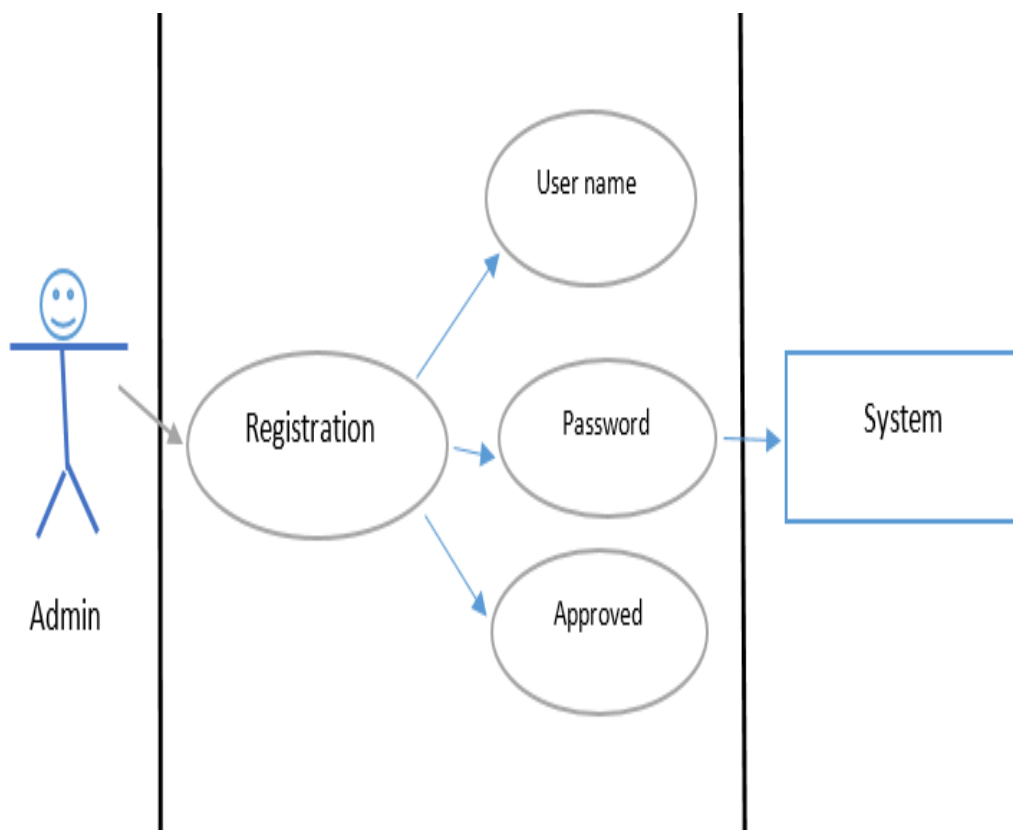 User name
Registration
Password
System
Approved
Admin